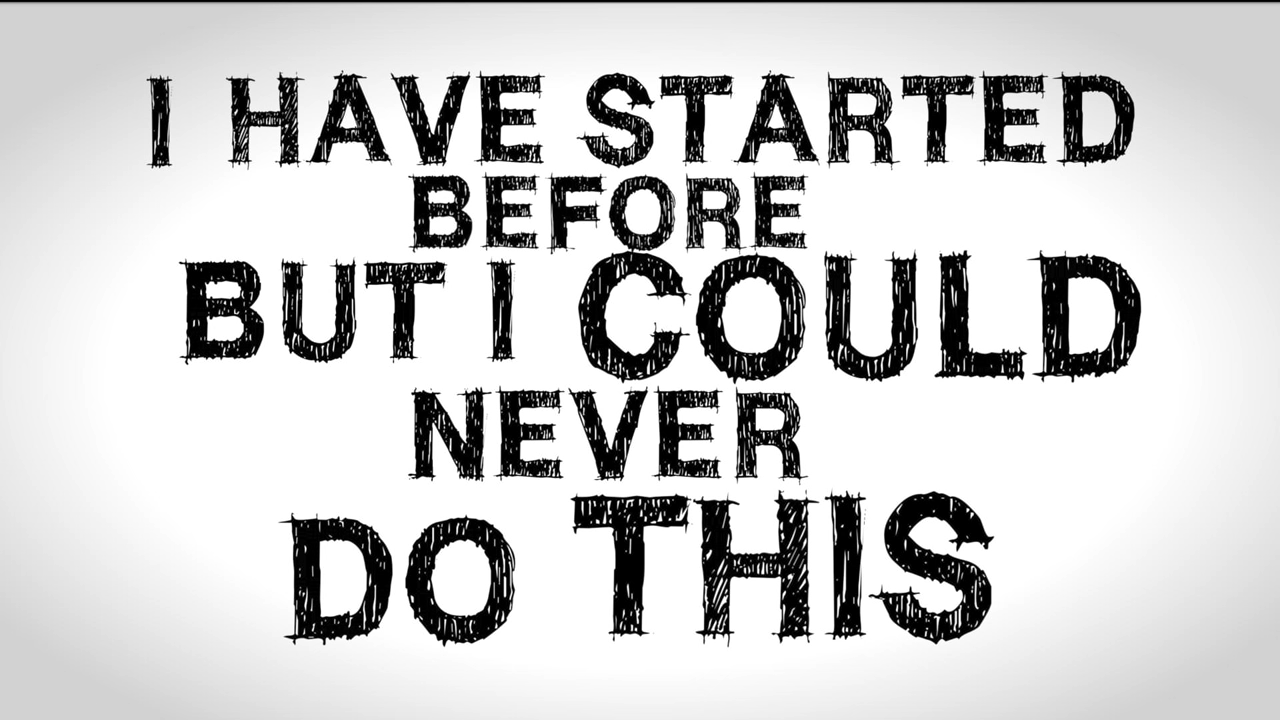 I HAVE STARTED
BEFORE
BUT I COULD
NEVER
DO THIS